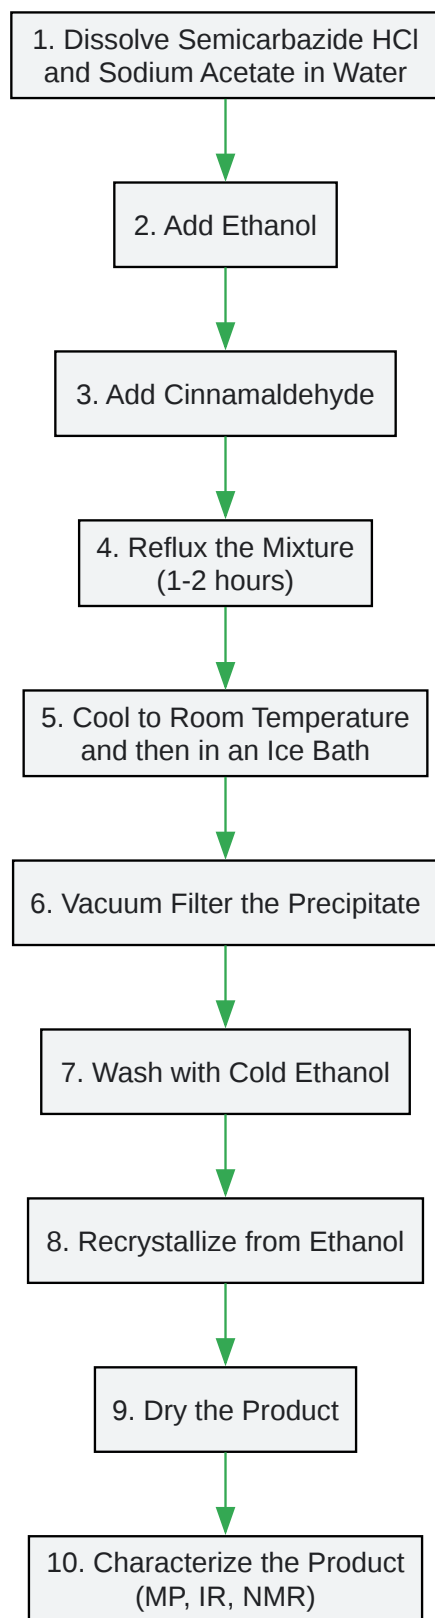 1. Dissolve Semicarbazide HCl
and Sodium Acetate in Water
2. Add Ethanol
3. Add Cinnamaldehyde
4. Reflux the Mixture
(1-2 hours)
5. Cool to Room Temperature
and then in an Ice Bath
6. Vacuum Filter the Precipitate
7. Wash with Cold Ethanol
8. Recrystallize from Ethanol
9. Dry the Product
10. Characterize the Product
(MP, IR, NMR)